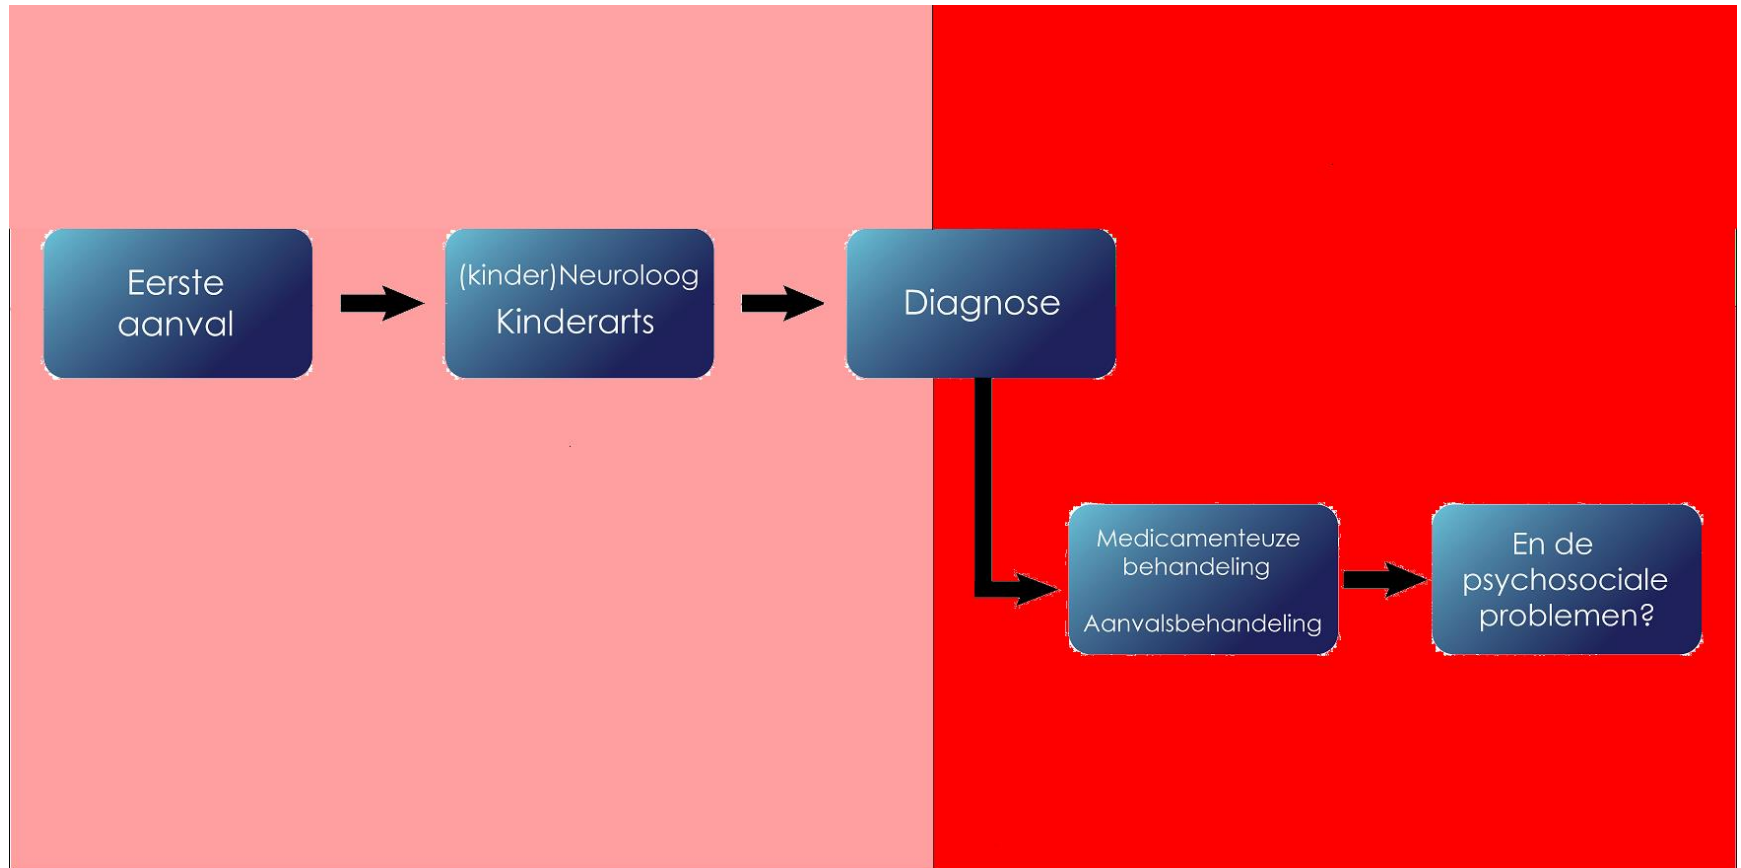 Eerste
aanval
(kinder)Neuroloog
Kinderarts
Diagnose
Medicamenteuze
behandeling
Aanvalsbehandeling
En de
psychosociale
problemen?